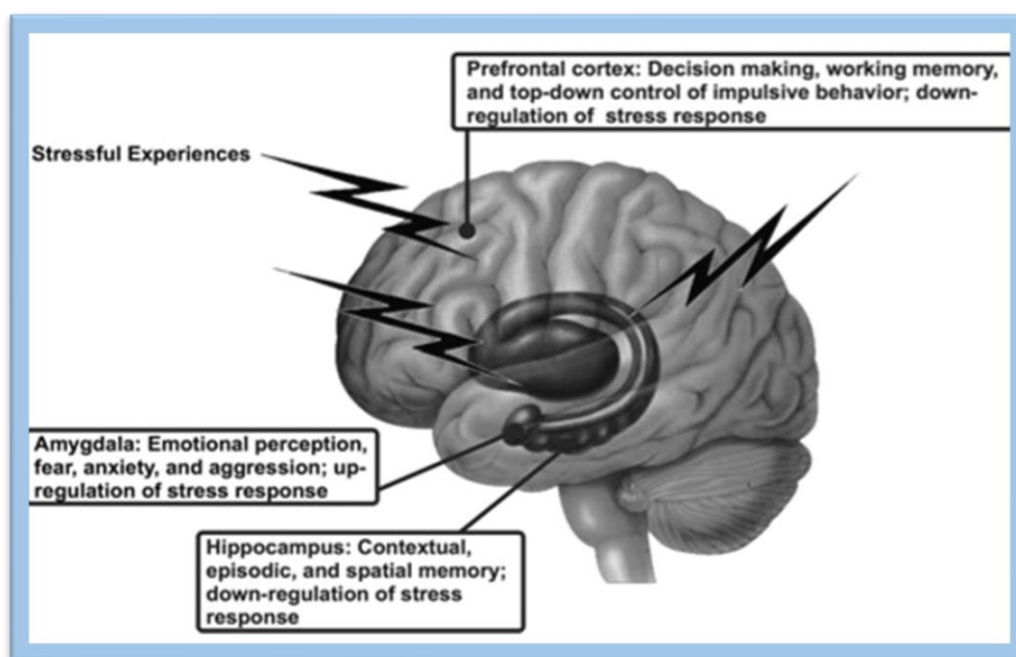 Prefrontal cortex: Decision making, working memory,
and top-down control of impulsive behavior; down-
regulation of stress response
Stressful Experiences
Amygdala: Emotional perception,
fear, anxiety, and aggression; up-
regulation of stress response
Hippocampus: Contextual,
episodic, and spatial memory;
down-regulation of stress
response